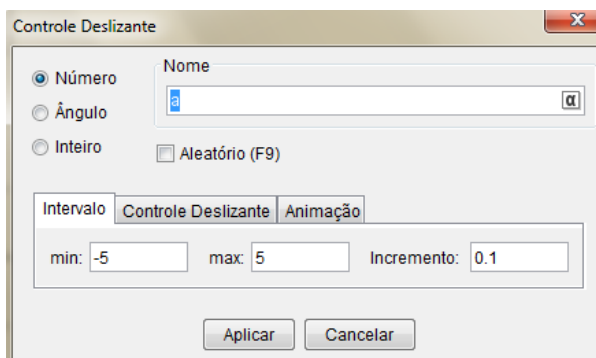 Controle Deslizante X
Número
Nome
a α
Ângulo
Inteiro
Aleatório (F9)
Intervalo Controle Deslizante Animação
min: -5 max: 5 Incremento: 0.1
Aplicar Cancelar